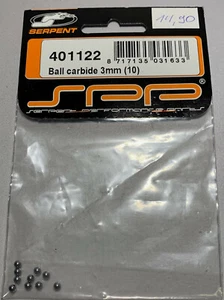 SERPENT
14,90
401122
8 717135 031633
Ball carbide 3mm (10)
SPP